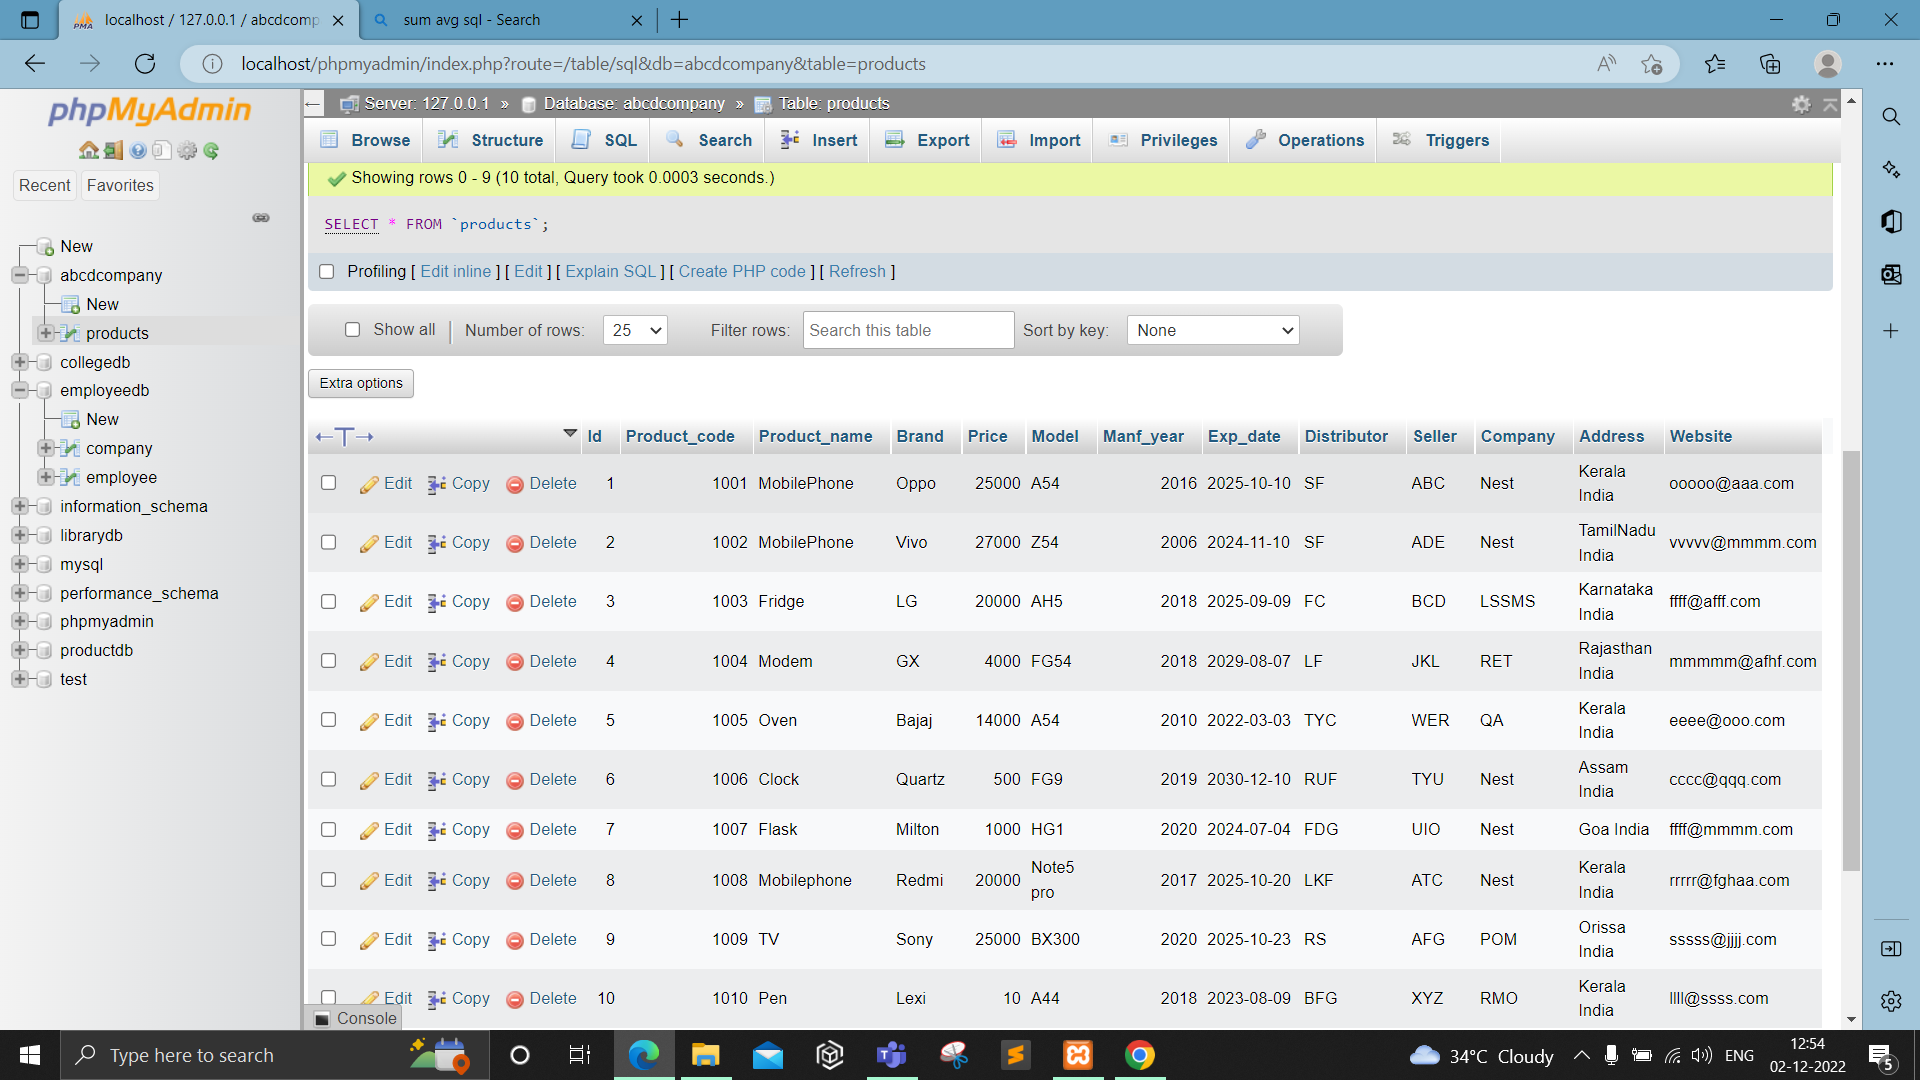 localhost / 127.0.0.1 / abcdcomp
sum avg sql - Search
localhost/phpmyadmin/index.php?route=/table/sql&db=abcdcompany&table=products
phpMyAdmin
Recent Favorites
New
abcdcompany
New
products
collegedb
employeedb
New
company
employee
information_schema
librarydb
mysql
performance_schema
phpmyadmin
productdb
test
Server: 127.0.0.1 » Database: abcdcompany » Table: products
Browse Structure SQL Search Insert Export Import Privileges Operations Triggers
Showing rows 0 - 9 (10 total, Query took 0.0003 seconds.)
SELECT * FROM `products`;
Profiling [ Edit inline ] [ Edit ] [ Explain SQL ] [ Create PHP code ] [ Refresh ]
Show all | Number of rows: 25 Filter rows: Search this table Sort by key: None
Extra options
←T→ Id Product_code Product_name Brand Price Model Manf_year Exp_date Distributor Seller Company Address Website
Edit Copy Delete 1 1001 MobilePhone Oppo 25000 A54 2016 2025-10-10 SF ABC Nest Kerala India ooooo@aaa.com
Edit Copy Delete 2 1002 MobilePhone Vivo 27000 Z54 2006 2024-11-10 SF ADE Nest TamilNadu India vvvvv@mmmm.com
Edit Copy Delete 3 1003 Fridge LG 20000 AH5 2018 2025-09-09 FC BCD LSSMS Karnataka India ffff@afff.com
Edit Copy Delete 4 1004 Modem GX 4000 FG54 2018 2029-08-07 LF JKL RET Rajasthan India mmmmm@afhf.com
Edit Copy Delete 5 1005 Oven Bajaj 14000 A54 2010 2022-03-03 TYC WER QA Kerala India eeee@ooo.com
Edit Copy Delete 6 1006 Clock Quartz 500 FG9 2019 2030-12-10 RUF TYU Nest Assam India cccc@qqq.com
Edit Copy Delete 7 1007 Flask Milton 1000 HG1 2020 2024-07-04 FDG UIO Nest Goa India ffff@mmmm.com
Edit Copy Delete 8 1008 Mobilephone Redmi 20000 Note5 pro 2017 2025-10-20 LKF ATC Nest Kerala India rrrrr@fghaa.com
Edit Copy Delete 9 1009 TV Sony 25000 BX300 2020 2025-10-23 RS AFG POM Orissa India sssss@jjjj.com
Edit Copy Delete 10 1010 Pen Lexi 10 A44 2018 2023-08-09 BFG XYZ RMO Kerala India llll@ssss.com
Console
Type here to search
34°C Cloudy
ENG
12:54
02-12-2022
5